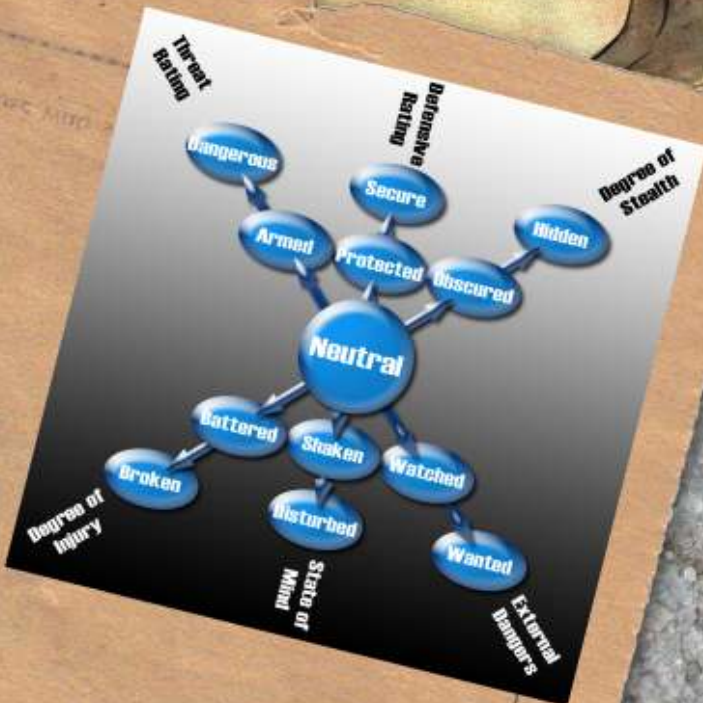 Threat
Rating
Defensive
Rating
Degree of
Stealth
Dangerous
Secure
Hidden
Armed
Protected
Obscured
Neutral
Battered
Shaken
Watched
Broken
Disturbed
Wanted
Degree of
Injury
State of
Mind
External
Dangers